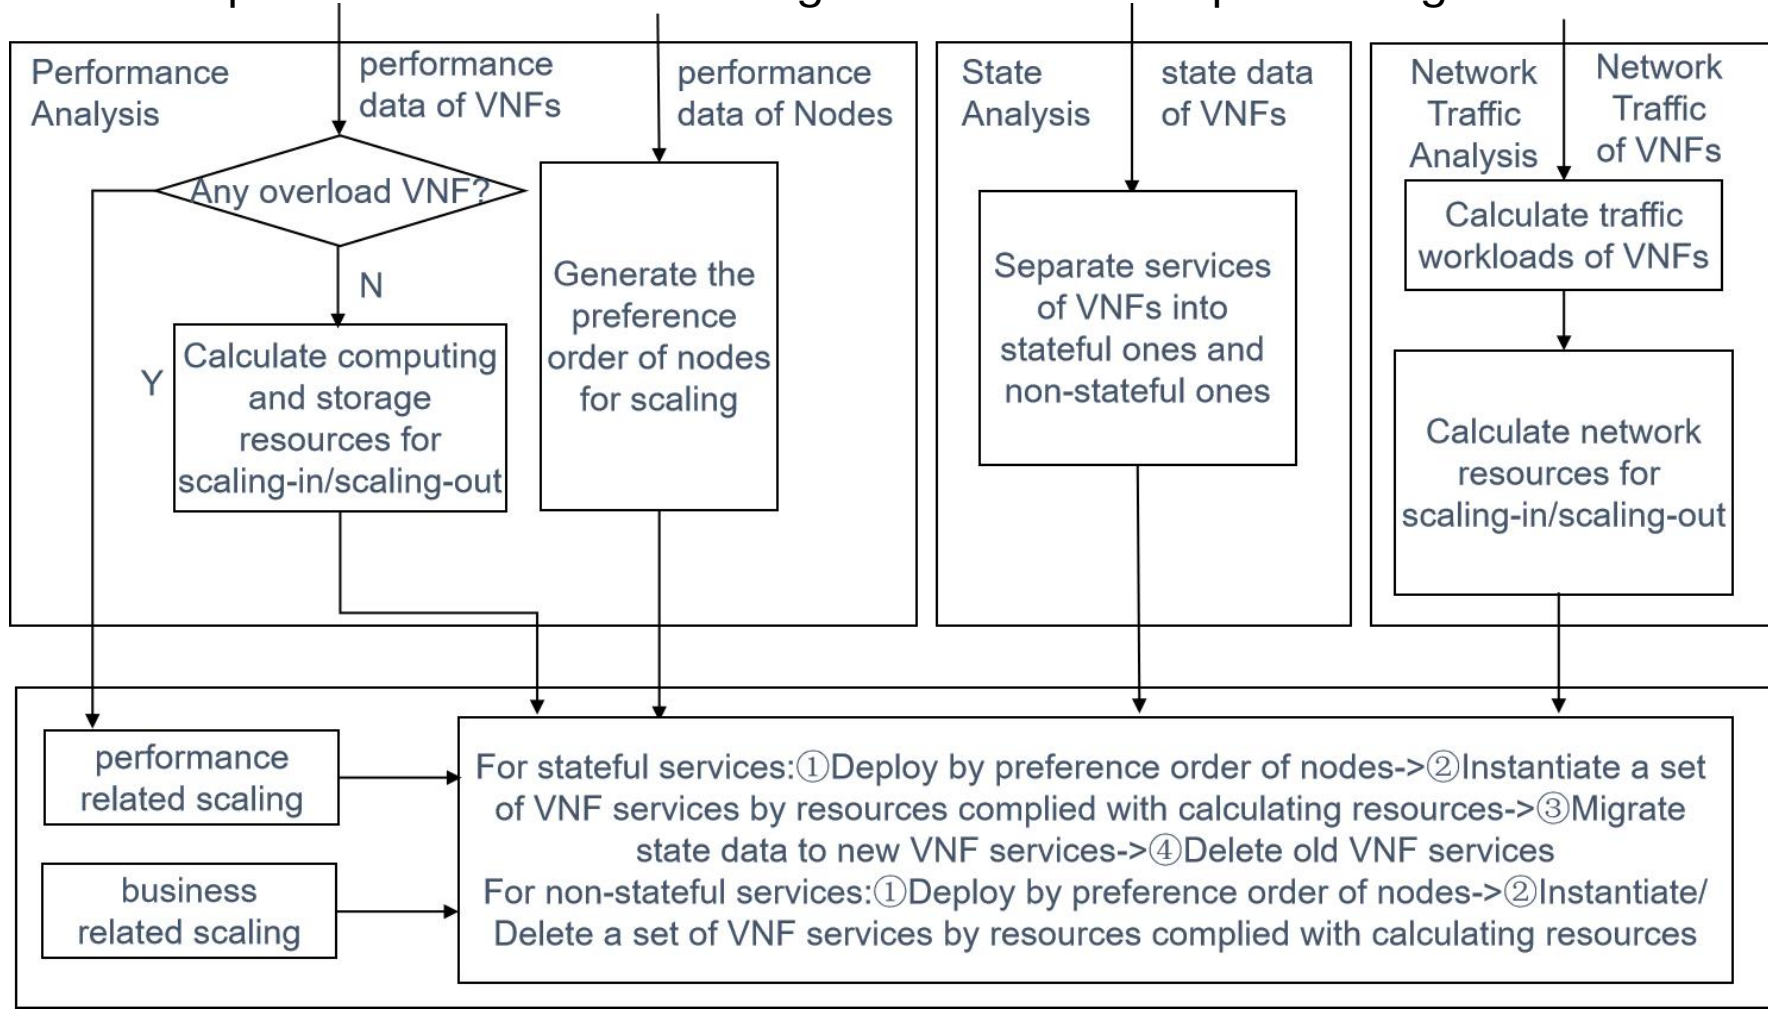 Performance
Analysis
performance
data of VNFs
performance
data of Nodes
Any overload VNF?
N
Y
Calculate computing
and storage
resources for
scaling-in/scaling-out
Generate the
preference
order of nodes
for scaling
State
Analysis
state data
of VNFs
Separate services
of VNFs into
stateful ones and
non-stateful ones
Network
Traffic
Analysis
Network
Traffic
of VNFs
Calculate traffic
workloads of VNFs
Calculate network
resources for
scaling-in/scaling-out
performance
related scaling
business
related scaling
For stateful services:①Deploy by preference order of nodes->②Instantiate a set
of VNF services by resources complied with calculating resources->③Migrate
state data to new VNF services->④Delete old VNF services
For non-stateful services:①Deploy by preference order of nodes->②Instantiate/
Delete a set of VNF services by resources complied with calculating resources